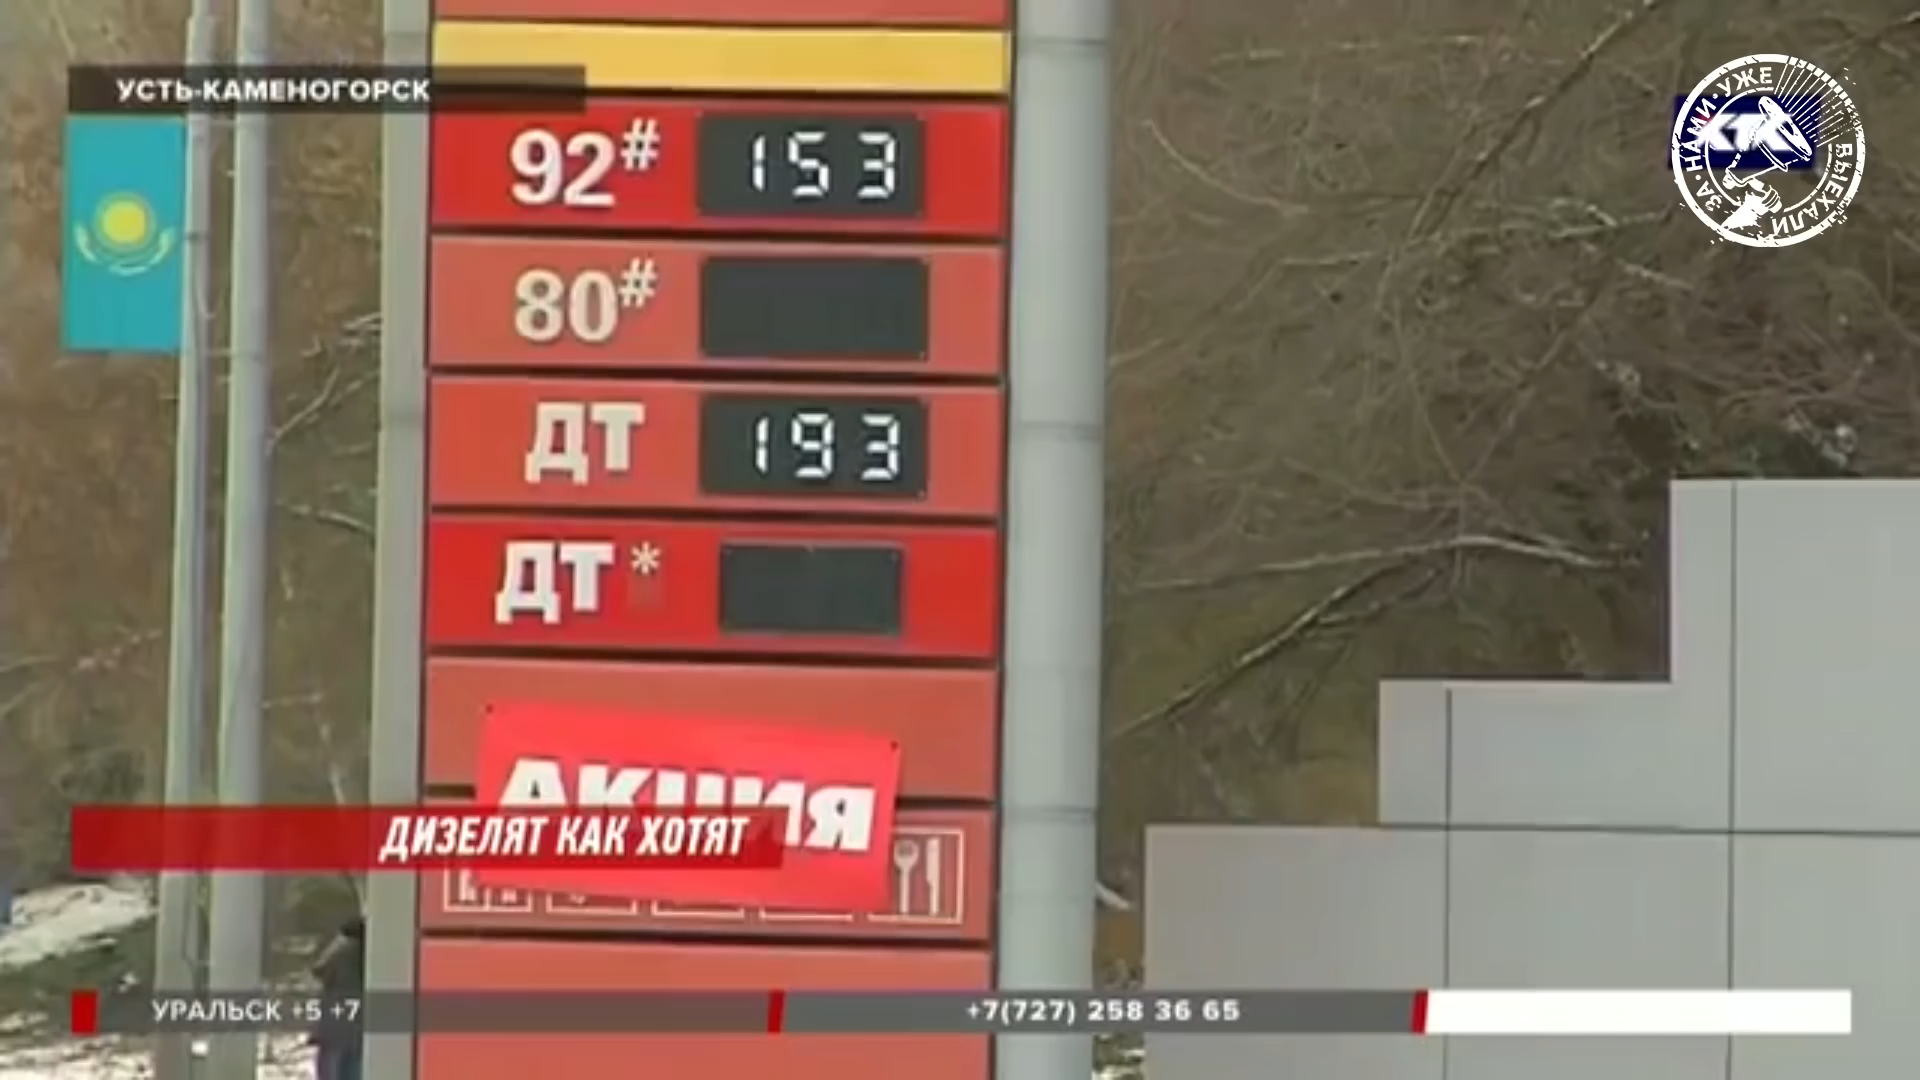 УСТЬ-КАМЕНОГОРСК
ЗА·НАМИ·УЖЕ
ВЫЕХАЛИ
КТК
92# 153
80#
ДТ 193
ДТ*
АКЦИЯ
ДИЗЕЛЯТ КАК ХОТЯТ
УРАЛЬСК +5 +7
+7(727) 258 36 65